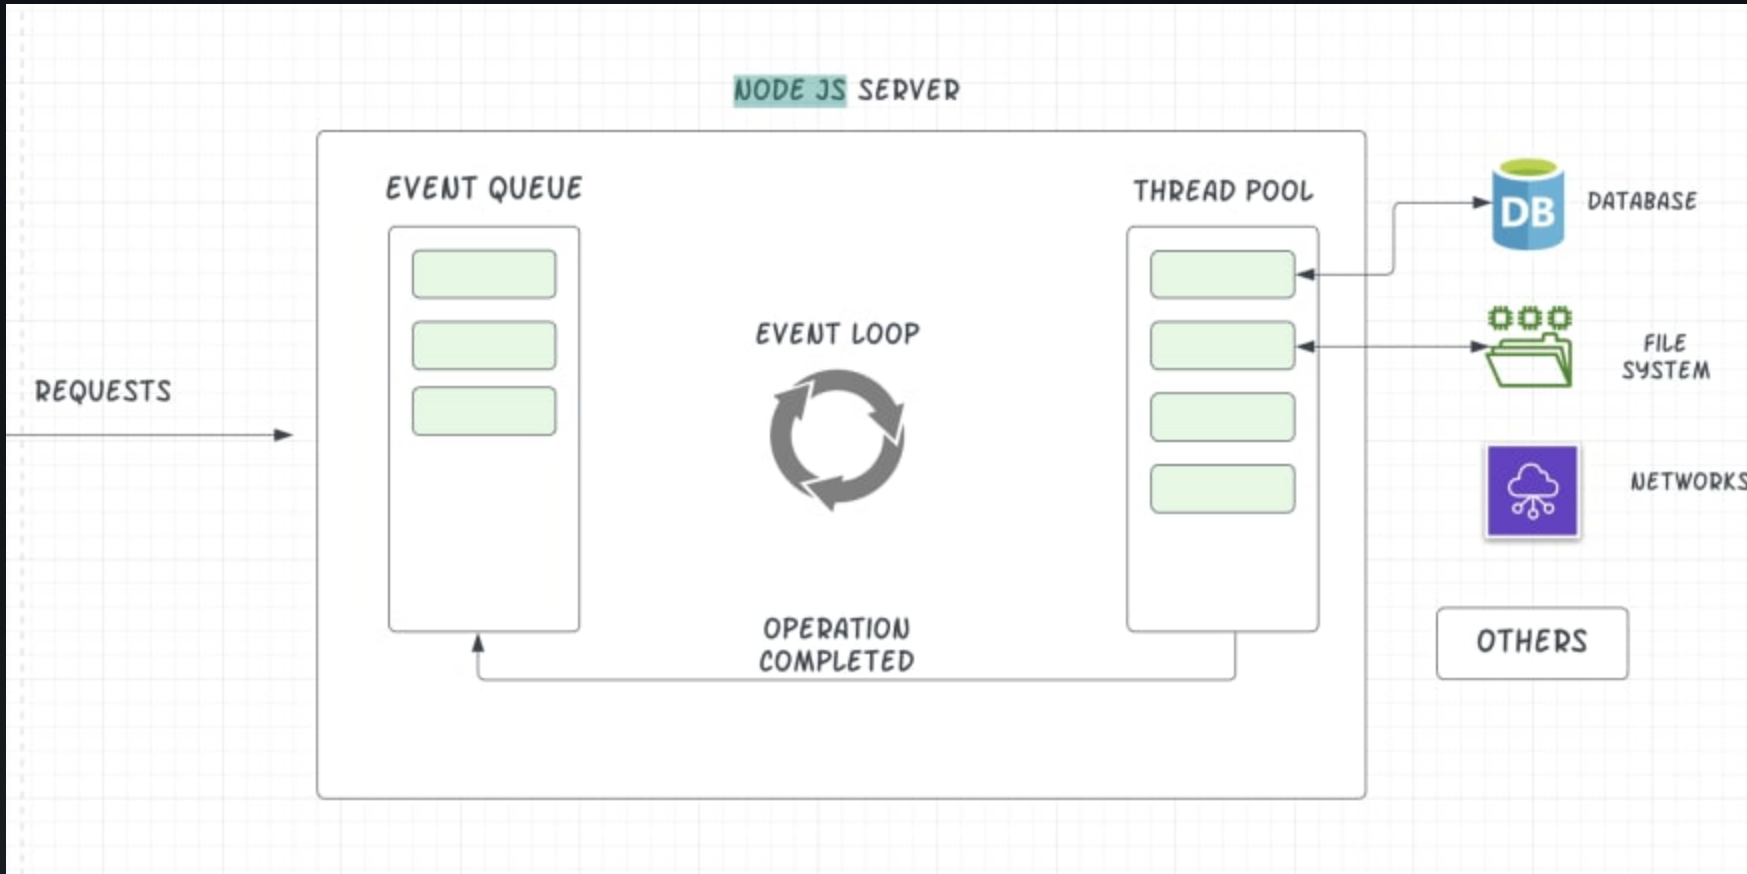 NODE JS SERVER
EVENT QUEUE
THREAD POOL
DB
DATABASE
EVENT LOOP
FILE
SYSTEM
REQUESTS
NETWORKS
OPERATION
COMPLETED
OTHERS